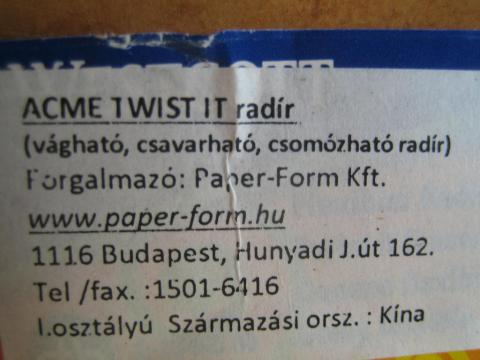 WESTCOTT
ACME TWIST IT radír
(vágható, csavarható, csomózható radír)
Forgalmazó: Paper-Form Kft.
www.paper-form.hu
1116 Budapest, Hunyadi J.út 162.
Tel /fax. :1501-6416
I.osztályú Származási orsz. : Kína